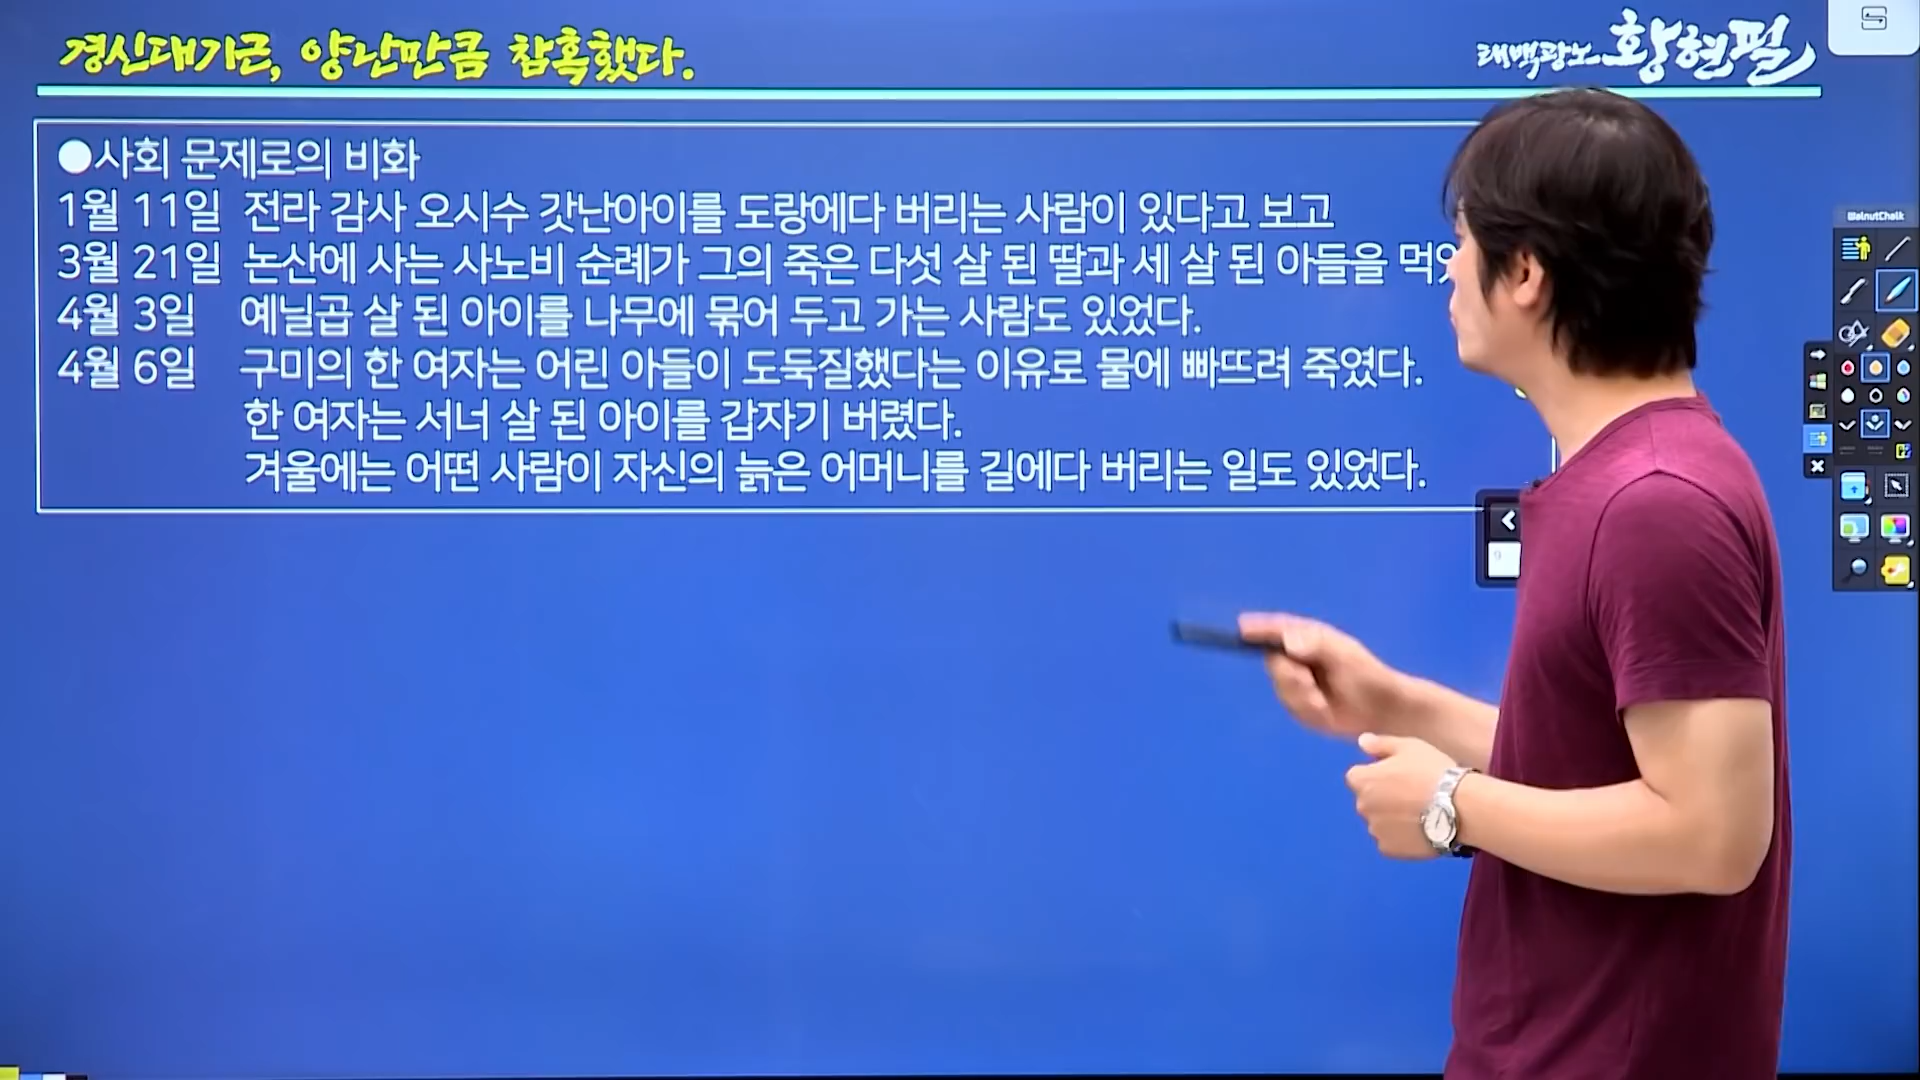 경신대기근, 양난만큼 참혹했다.
태백광노 황현필
●사회 문제로의 비화
1월 11일 전라 감사 오시수 갓난아이를 도랑에다 버리는 사람이 있다고 보고
3월 21일 논산에 사는 사노비 순례가 그의 죽은 다섯 살 된 딸과 세 살 된 아들을
4월 3일 예닐곱 살 된 아이를 나무에 묶어 두고 가는 사람도 있었다.
4월 6일 구미의 한 여자는 어린 아들이 도둑질했다는 이유로 물에 빠뜨려 죽였다.
한 여자는 서너 살 된 아이를 갑자기 버렸다.
겨울에는 어떤 사람이 자신의 늙은 어머니를 길에다 버리는 일도 있었다.
WalnutChalk
9